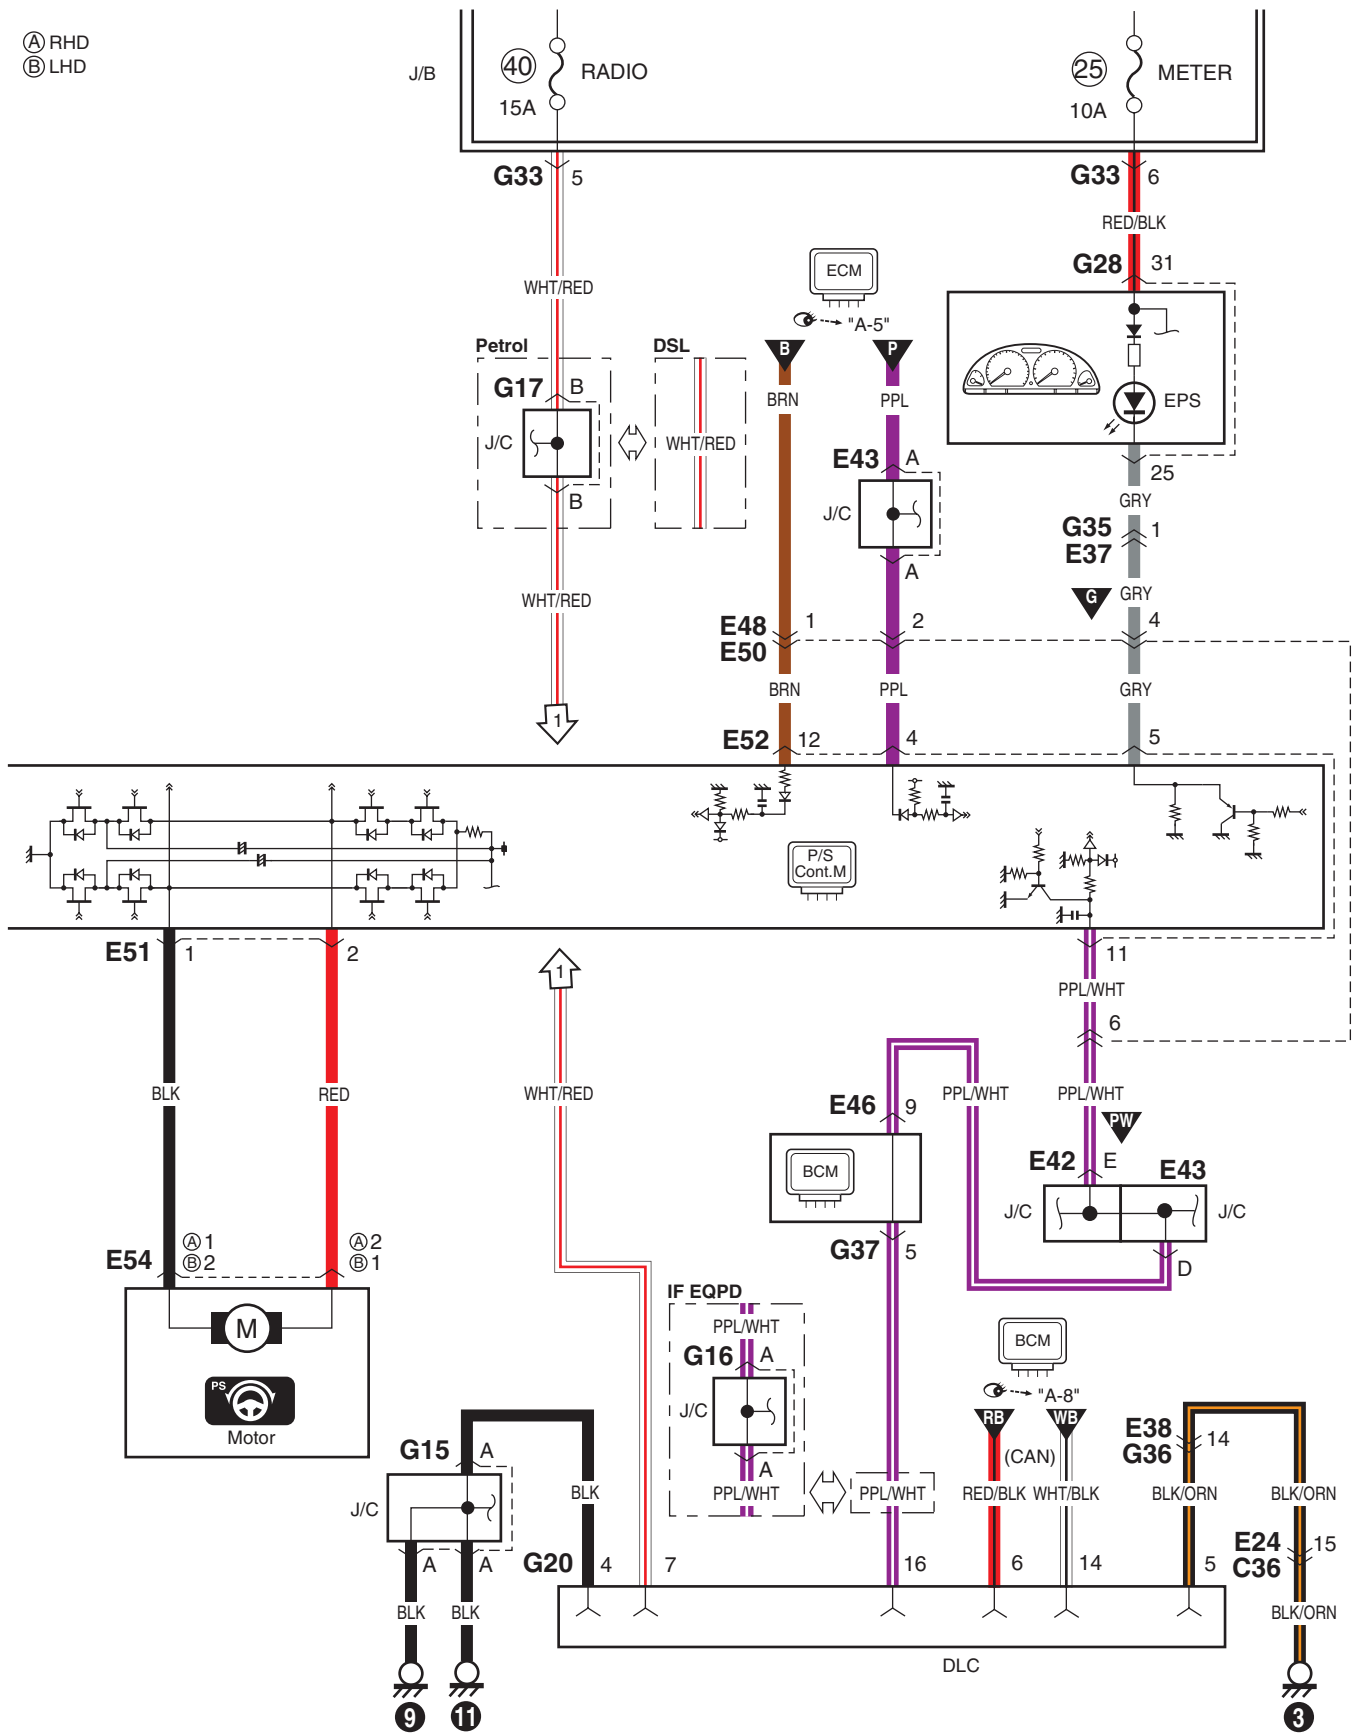 A RHD
B LHD
J/B
40 RADIO
15A
25 METER
10A
G33 5
G33 6
RED/BLK
G28 31
ECM
"A-5"
WHT/RED
Petrol
DSL
B
P
G17 B
J/C
B
WHT/RED
BRN
PPL
EPS
E43 A
J/C
A
25
GRY
G35 1
E37
WHT/RED
G
GRY
E48 1
E50
2
4
BRN
PPL
GRY
1
E52 12
4
5
P/S
Cont.M
E51 1
2
1
11
PPL/WHT
6
BLK
RED
WHT/RED
PPL/WHT
PPL/WHT
E46 9
PW
BCM
E42 E
E43
J/C
J/C
G37 5
D
E54
A 1
B 2
A 2
B 1
M
PS
Motor
IF EQPD
PPL/WHT
G16 A
J/C
A
PPL/WHT
PPL/WHT
BCM
"A-8"
RB
WB
(CAN)
RED/BLK
WHT/BLK
E38 14
G36
BLK/ORN
BLK/ORN
E24 15
C36
G15 A
J/C
A
A
BLK
G20 4
7
16
6
14
5
BLK
BLK
BLK/ORN
DLC
9
11
3